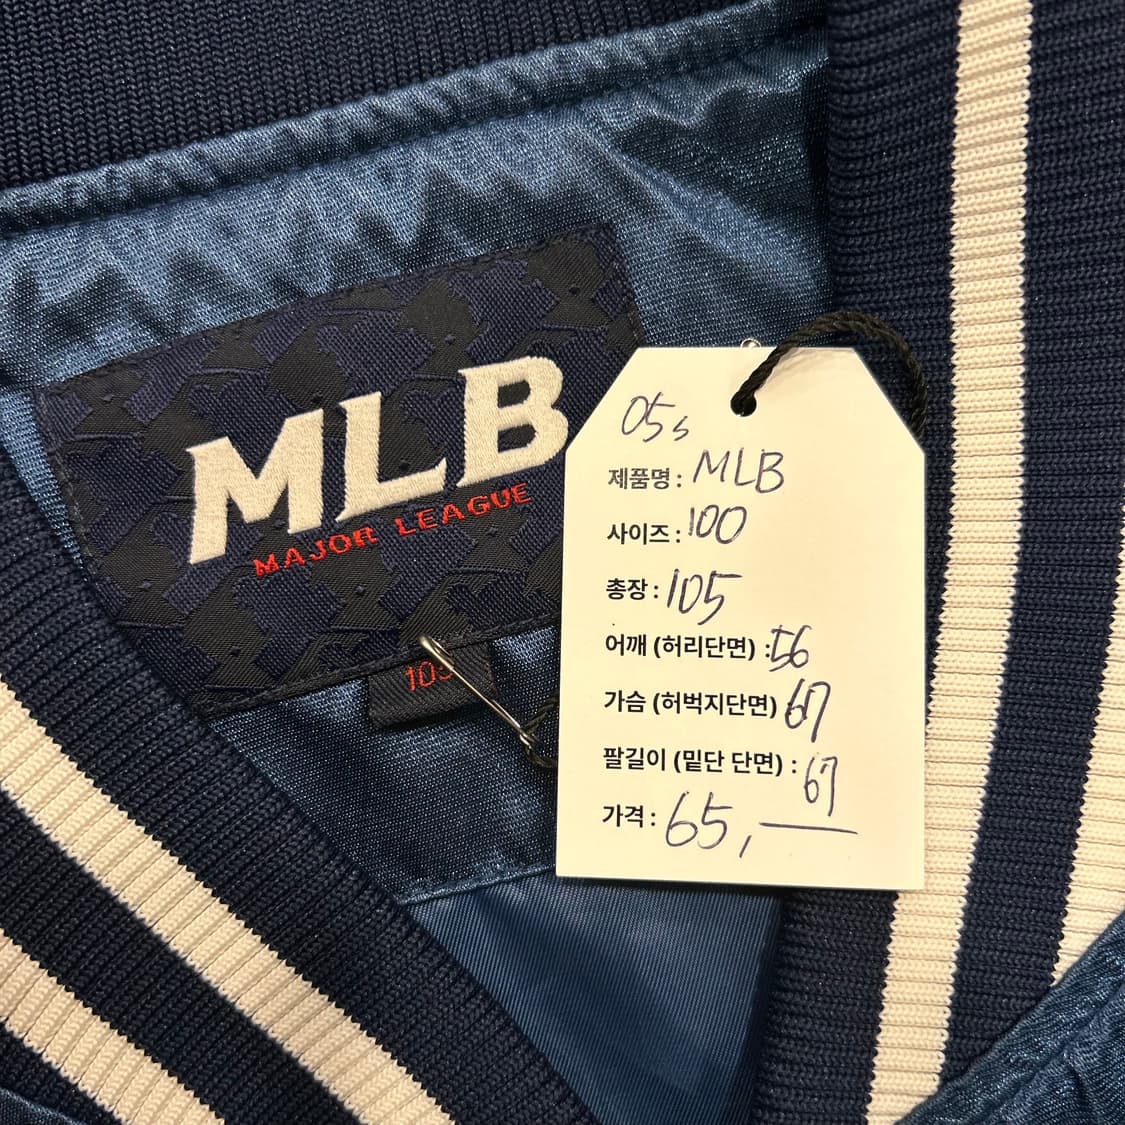 MLB
MAJOR LEAGUE
05s
제품명 : MLB
사이즈 : 100
총장 : 105
어깨 (허리단면) : 56
가슴 (허벅지단면) 67
팔길이 (밑단 단면) : 67
가격 : 65,—